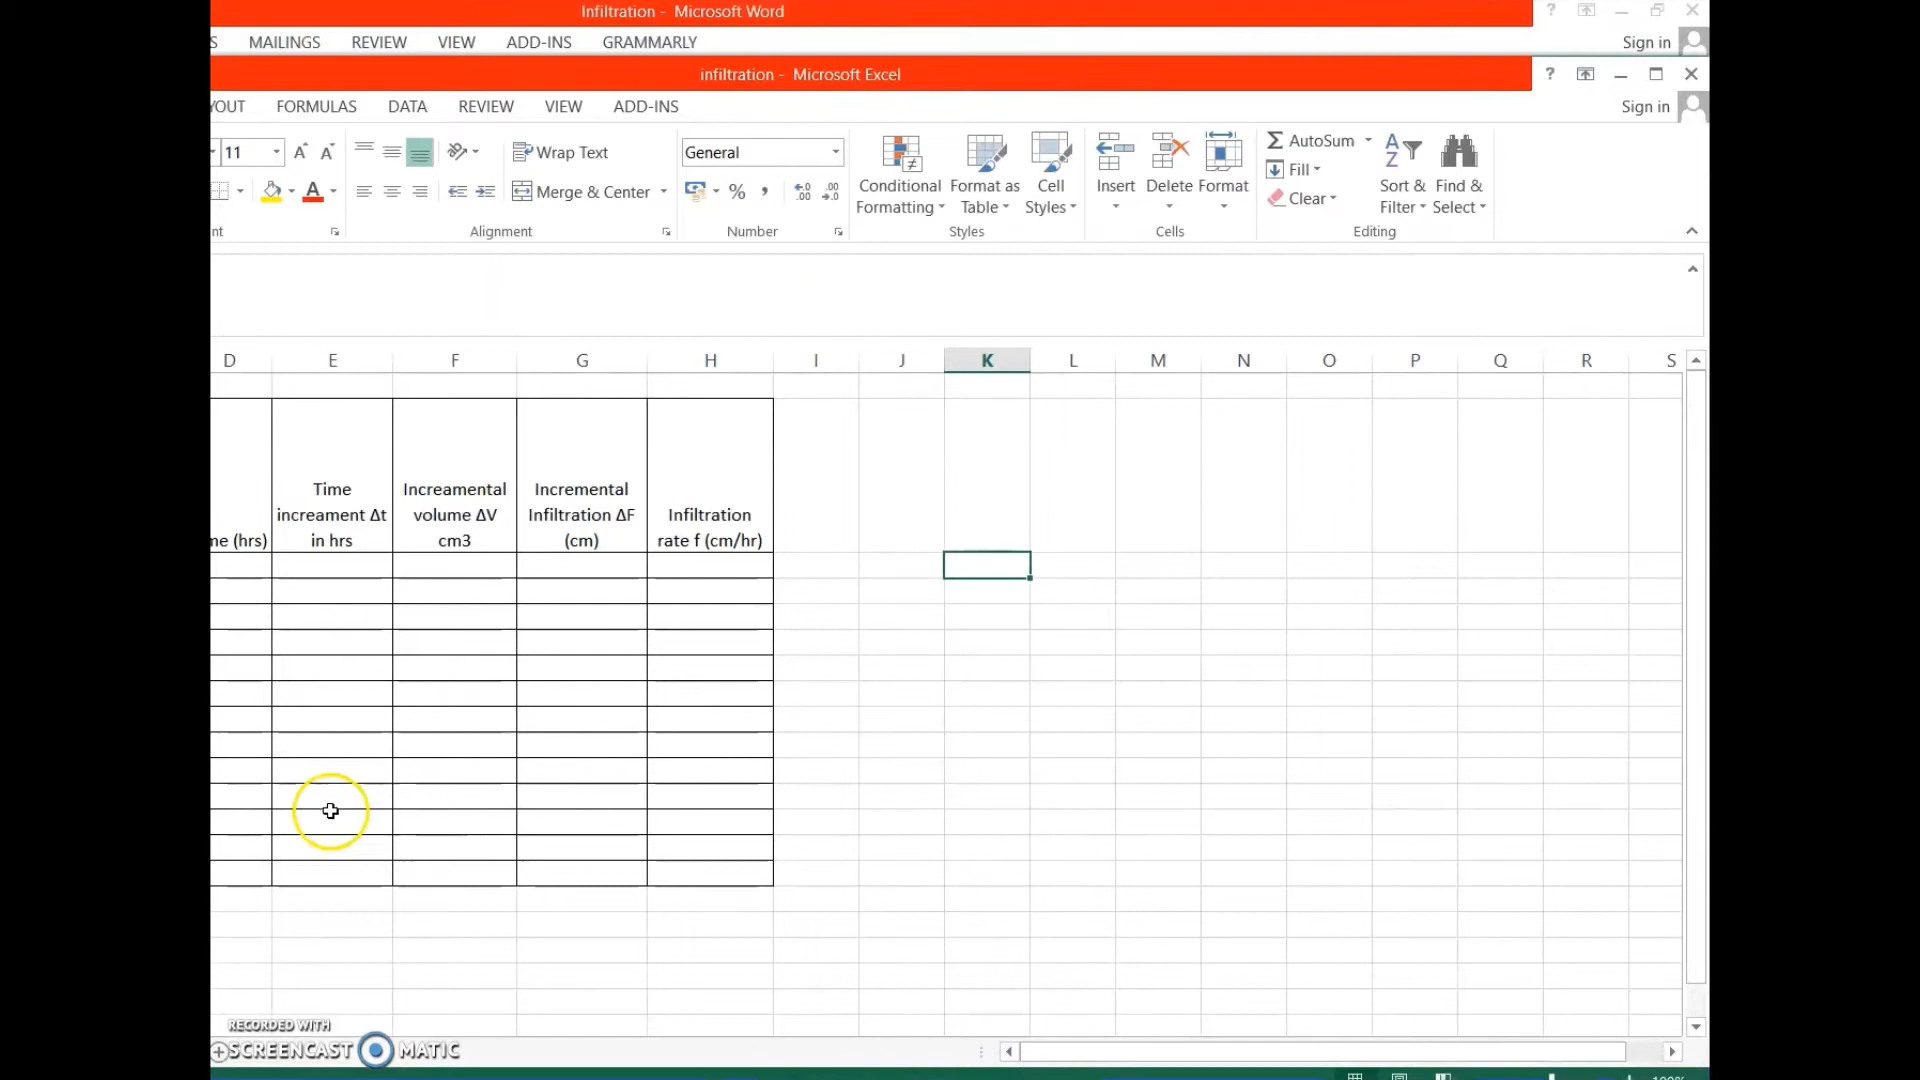 Infiltration - Microsoft Word
S MAILINGS REVIEW VIEW ADD-INS GRAMMARLY Sign in
infiltration - Microsoft Excel
YOUT FORMULAS DATA REVIEW VIEW ADD-INS Sign in
11 A A Wrap Text General
Σ AutoSum
Fill
Clear
Merge & Center % ,
Conditional Formatting
Format as Table
Cell Styles
Insert Delete Format
Sort & Filter
Find & Select
nt Alignment Number Styles Cells Editing
D E F G H I J K L M N O P Q R S
me (hrs)
Time
increament Δt
in hrs
Increamental
volume ΔV
cm3
Incremental
Infiltration ΔF
(cm)
Infiltration
rate f (cm/hr)
RECORDED WITH
SCREENCAST MATIC